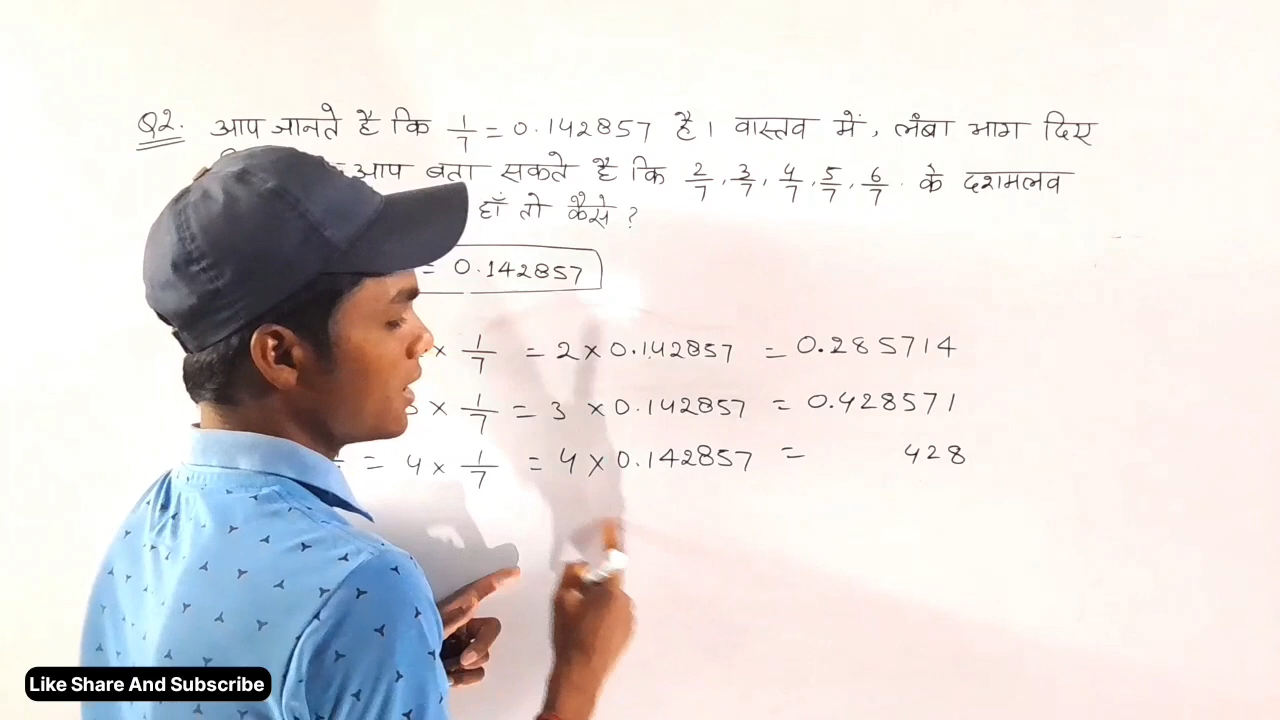 Q2. आप जानते है कि 1/7 = 0.142857 है। वास्तव में, लंबा भाग दिए
आप बता सकते है कि 2/7, 3/7, 4/7, 5/7, 6/7. के दशमलव
हाँ तो कैसे?
= 0.142857
× 1/7 = 2 × 0.142857 = 0.285714
3 × 1/7 = 3 × 0.142857 = 0.428571
= 4 × 1/7 = 4 × 0.142857 = 428
Like Share And Subscribe